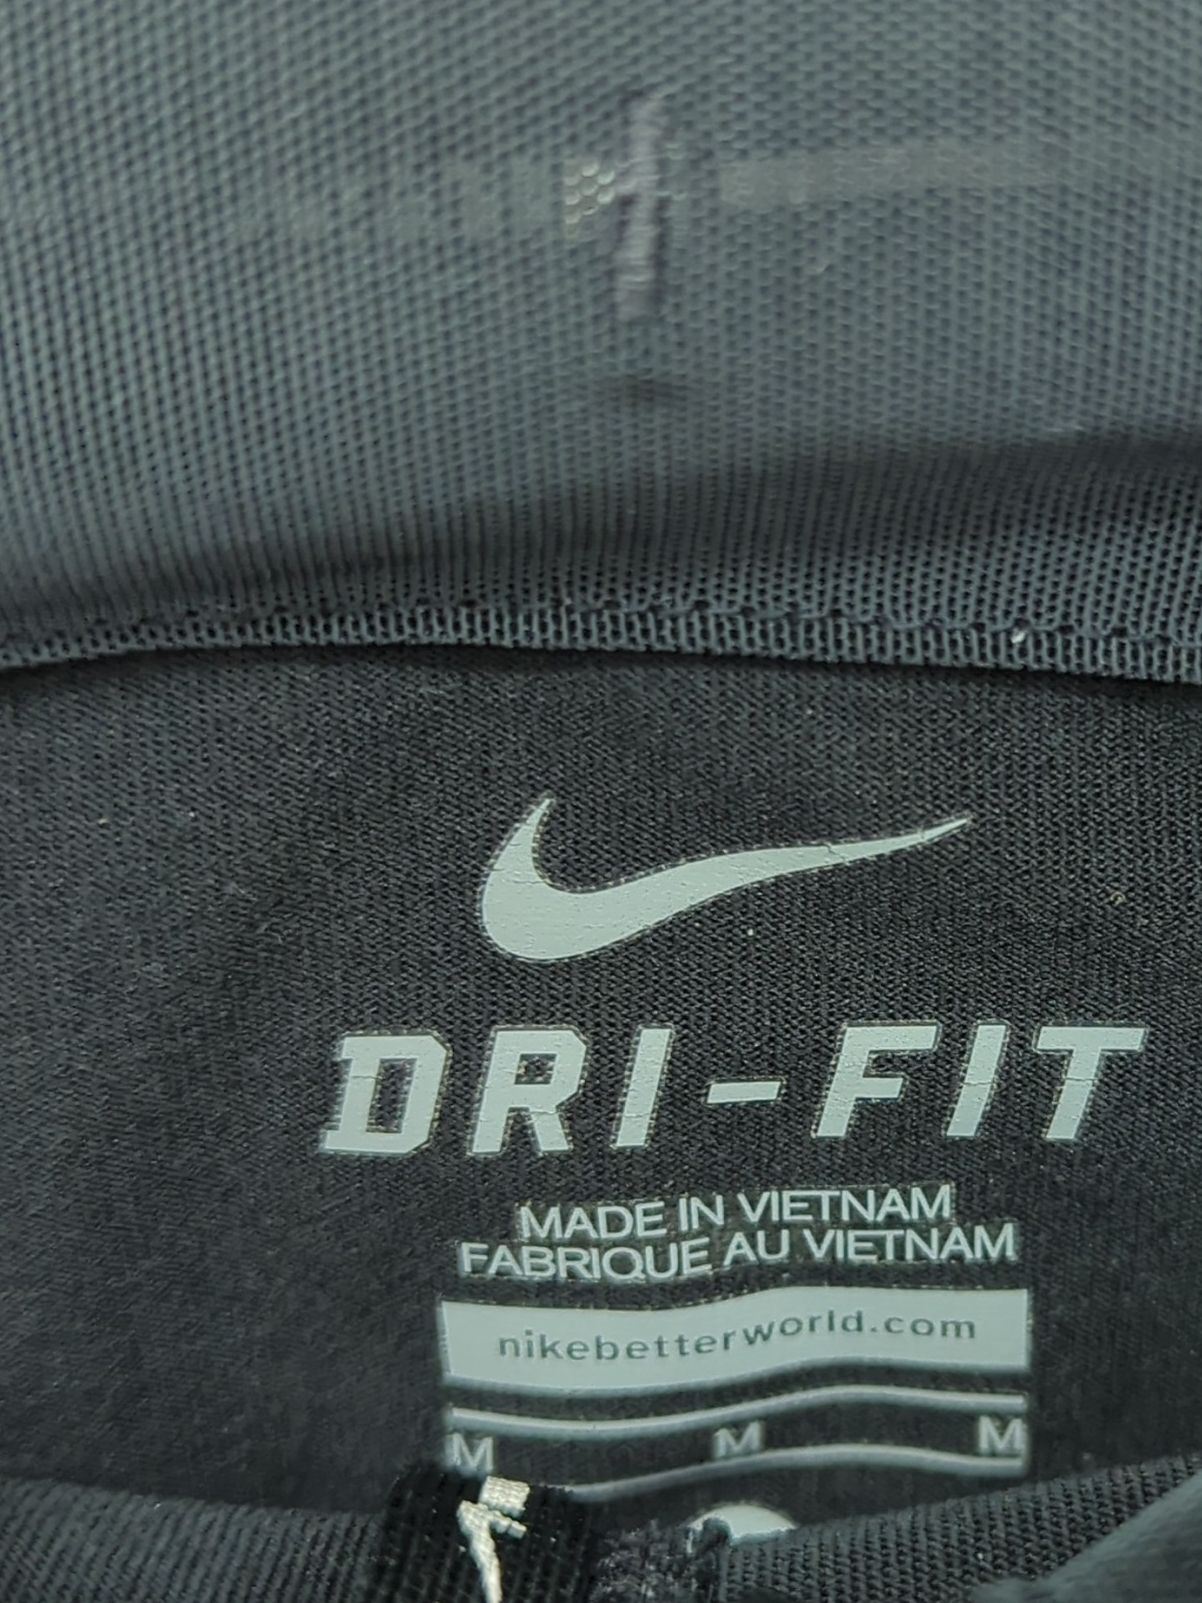 DRI-FIT
MADE IN VIETNAM
FABRIQUE AU VIETNAM
nikebetterworld.com
M M M